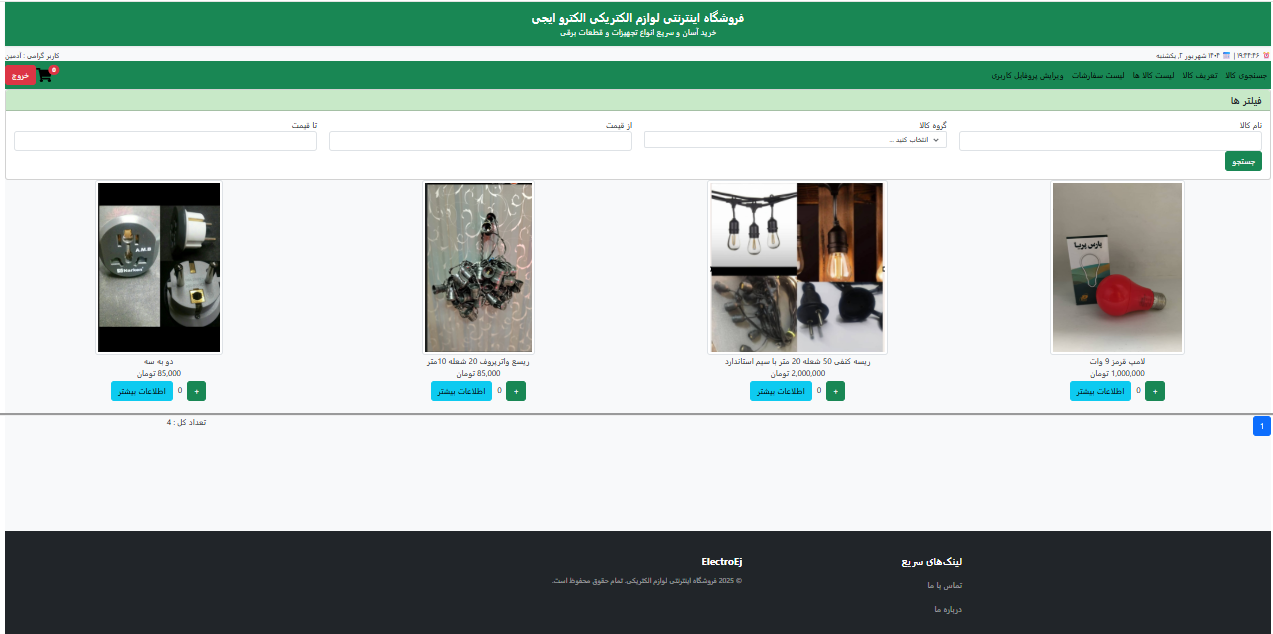 فروشگاه اینترنتی لوازم الکتریکی الکترو ایجی
خرید آسان و سریع انواع تجهیزات و قطعات برقی
۱۹:۴۴:۴۶ | ۱۴۰۴ شهریور ۲, یکشنبه
کاربر گرامی : آدمین
جستجوی کالا تعریف کالا لیست کالا ها لیست سفارشات ویرایش پروفایل کاربری
0
خروج
فیلتر ها
نام کالا گروه کالا از قیمت تا قیمت
انتخاب کنید ...
جستجو
پارس پریا
A.M.B
لامپ قرمز 9 وات
1,000,000 تومان
+ 0 اطلاعات بیشتر
ریسه کتفی 50 شعله 20 متر با سیم استاندارد
2,000,000 تومان
+ 0 اطلاعات بیشتر
ریسع واترپروف 20 شعله 10متر
85,000 تومان
+ 0 اطلاعات بیشتر
دو به سه
85,000 تومان
+ 0 اطلاعات بیشتر
1
تعداد کل : 4
لینک‌های سریع
تماس با ما
درباره ما
ElectroEj
© 2025 فروشگاه اینترنتی لوازم الکتریکی. تمام حقوق محفوظ است.